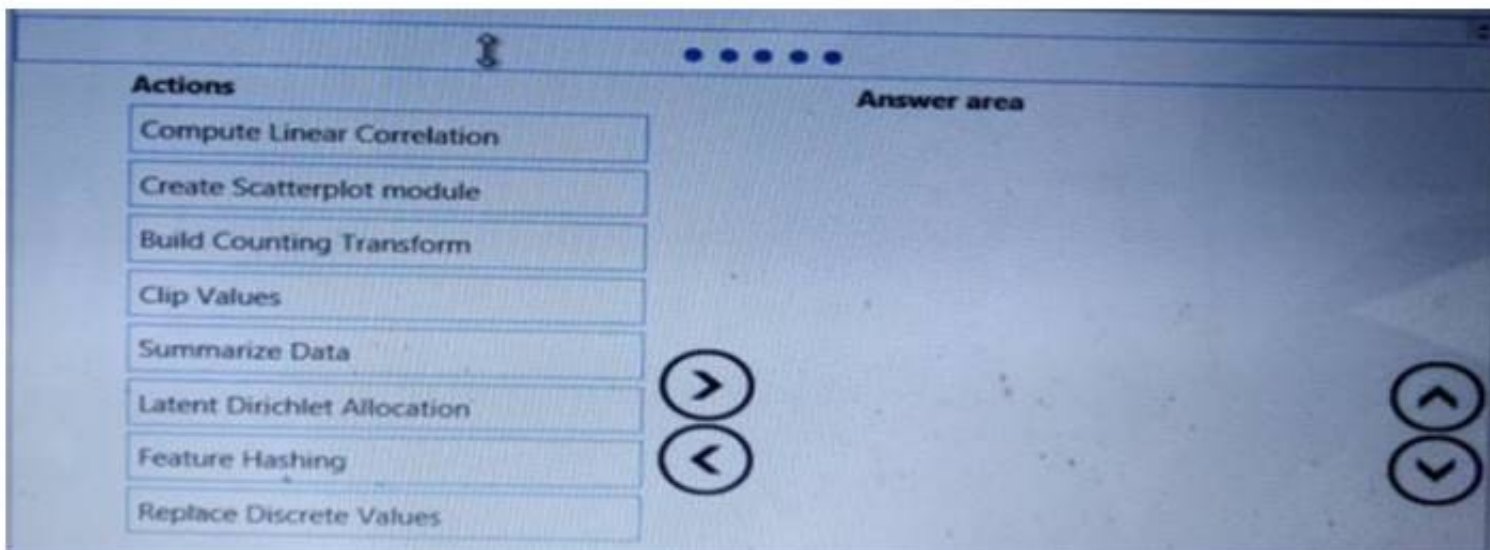 Actions
Answer area
Compute Linear Correlation
Create Scatterplot module
Build Counting Transform
Clip Values
Summarize Data
Latent Dirichlet Allocation
Feature Hashing
Replace Discrete Values